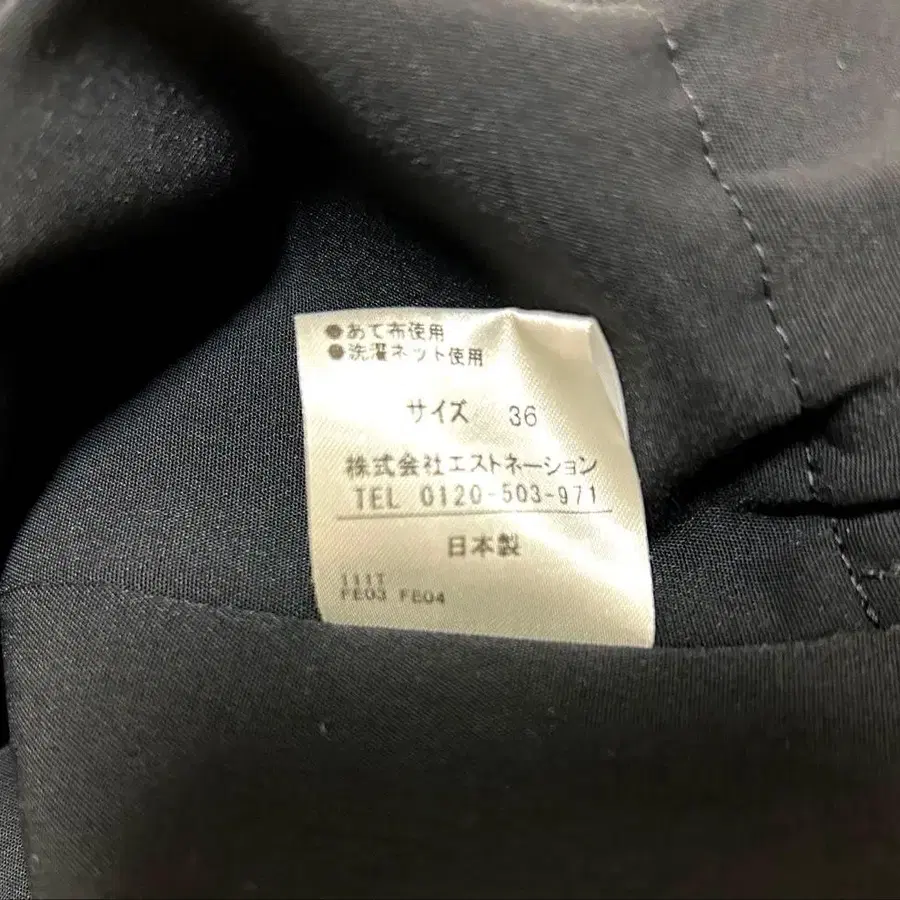 ●あて布使用
●洗濯ネット使用
サイズ 36
株式会社エストネーション
TEL 0120-503-971
日本製
111T
FE03 FE04